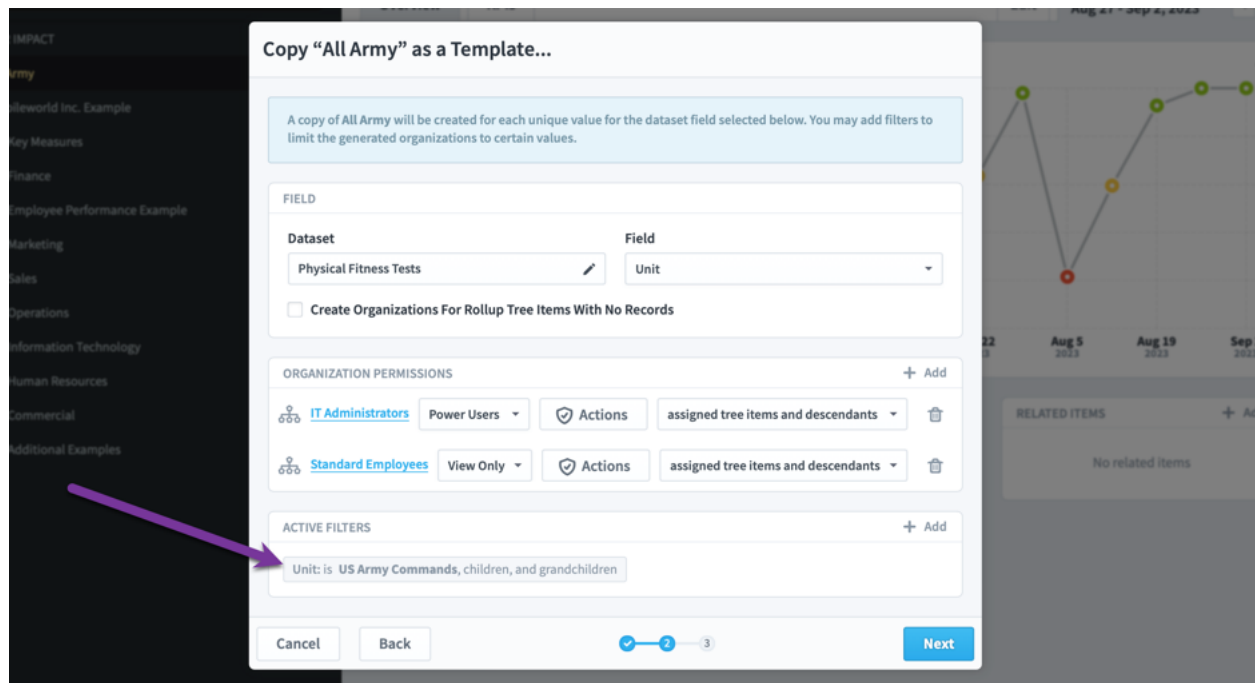 Aug 27 - Sep 2, 2023
IMPACT
Army
Key Measures
Finance
Employee Performance Example
Marketing
Sales
Operations
Information Technology
Human Resources
Commercial
Additional Examples
Copy “All Army” as a Template...
A copy of All Army will be created for each unique value for the dataset field selected below. You may add filters to
limit the generated organizations to certain values.
FIELD
Dataset
Field
Physical Fitness Tests
Unit
Create Organizations For Rollup Tree Items With No Records
ORGANIZATION PERMISSIONS
+ Add
IT Administrators Power Users Actions assigned tree items and descendants
Standard Employees View Only Actions assigned tree items and descendants
ACTIVE FILTERS
+ Add
Unit: is US Army Commands, children, and grandchildren
Cancel Back 2 3 Next
22 Aug 5 Aug 19 Sep
3 2023 2023 202
RELATED ITEMS
No related items